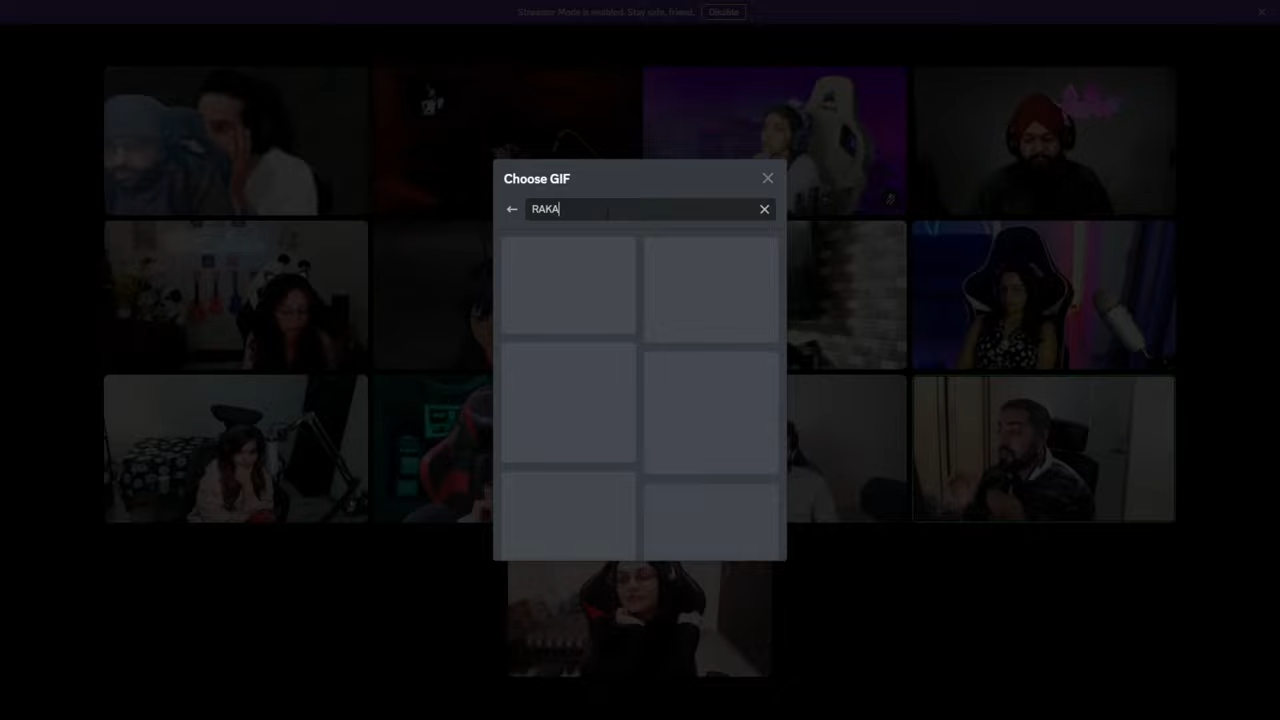 Streamer Mode is enabled. Stay safe, friend. Disable
Choose GIF
RAKA